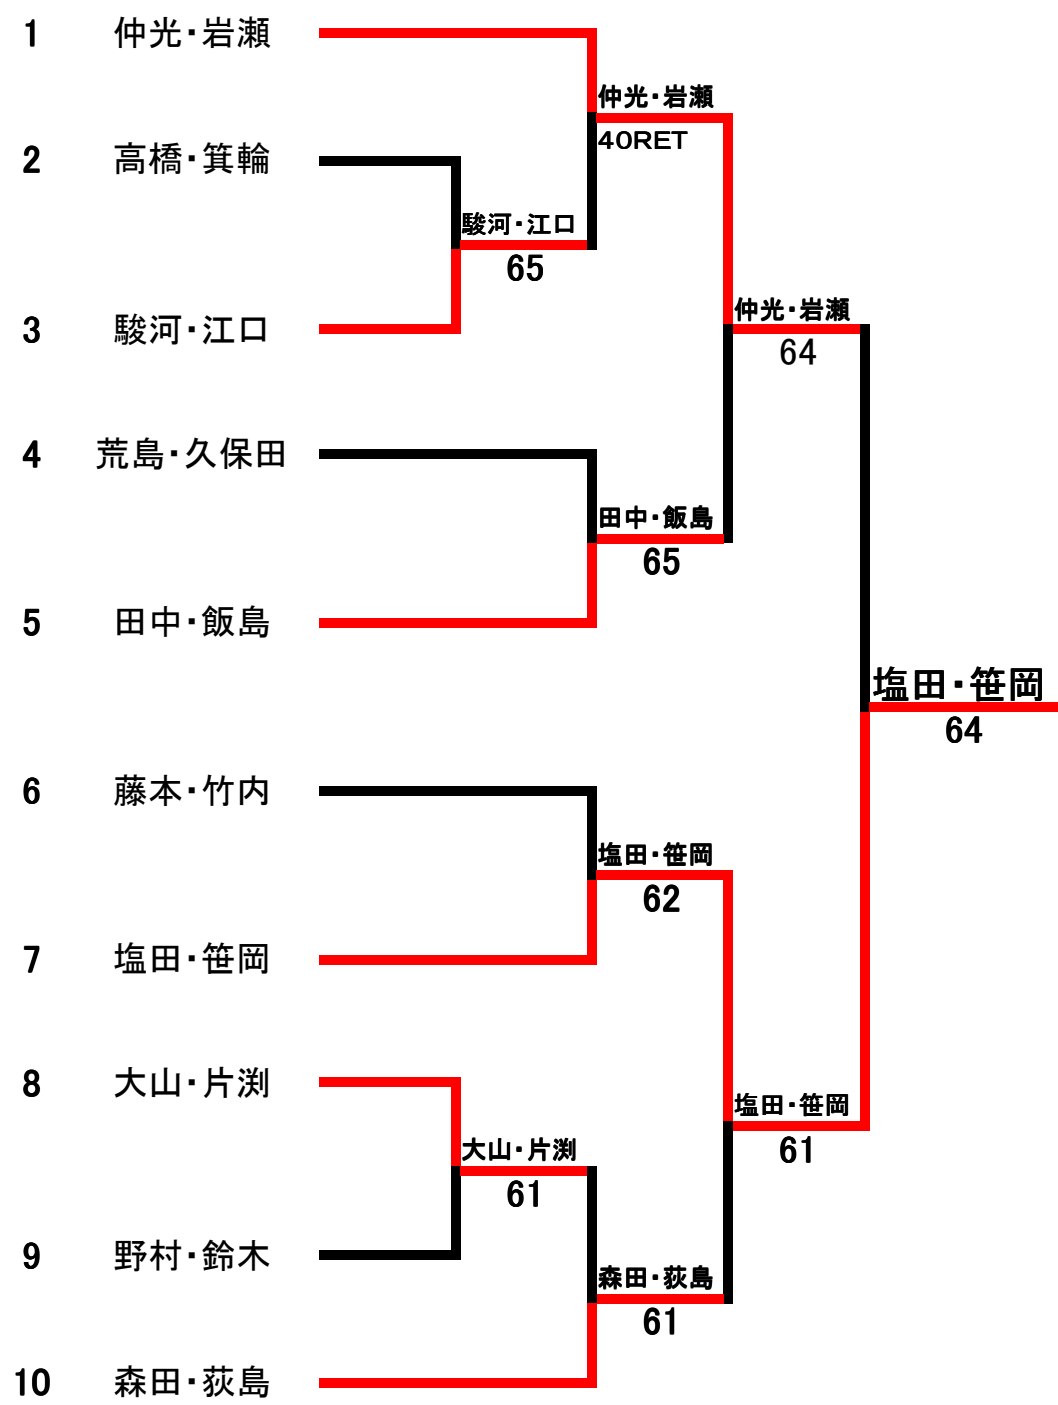 1 仲光・岩瀬
仲光・岩瀬
40RET
2 高橋・箕輪
駿河・江口
65
仲光・岩瀬
64
3 駿河・江口
4 荒島・久保田
田中・飯島
65
5 田中・飯島
塩田・笹岡
64
6 藤本・竹内
塩田・笹岡
62
7 塩田・笹岡
8 大山・片渕
塩田・笹岡
61
大山・片渕
61
9 野村・鈴木
森田・荻島
61
10 森田・荻島